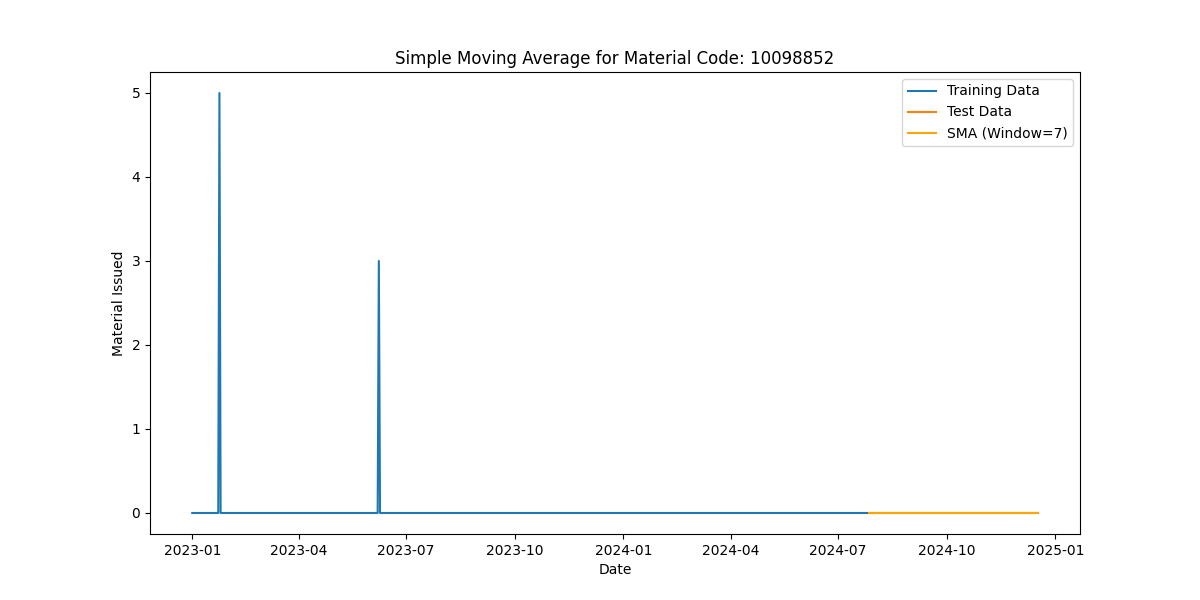 Simple Moving Average for Material Code: 10098852
Training Data
Test Data
SMA (Window=7)
Material Issued
5
4
3
2
1
0
2023-01 2023-04 2023-07 2023-10 2024-01 2024-04 2024-07 2024-10 2025-01
Date